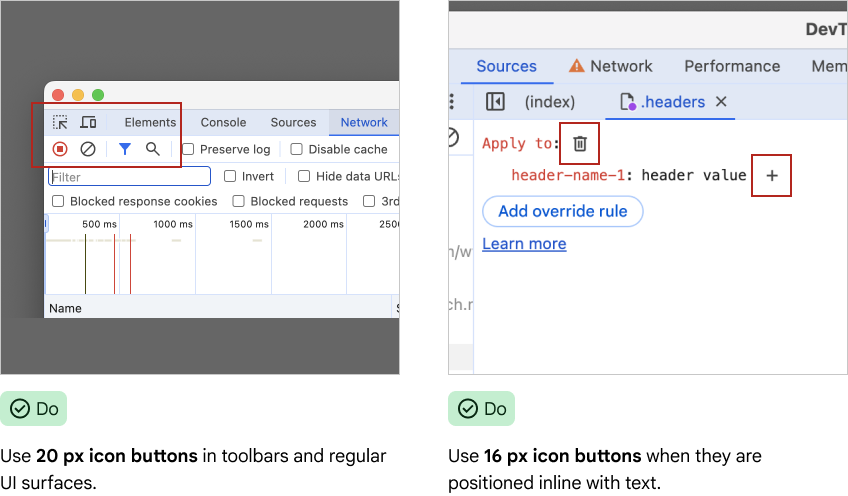 Elements Console Sources Network
Preserve log Disable cache
Filter Invert Hide data URLs
Blocked response cookies Blocked requests 3rd
500 ms 1000 ms 1500 ms 2000 ms 250
Name
DevT
Sources Network Performance Mem
(index) .headers
Apply to:
header-name-1: header value
Add override rule
Learn more
n/w
ch.r
Do
Use 20 px icon buttons in toolbars and regular
UI surfaces.
Do
Use 16 px icon buttons when they are
positioned inline with text.